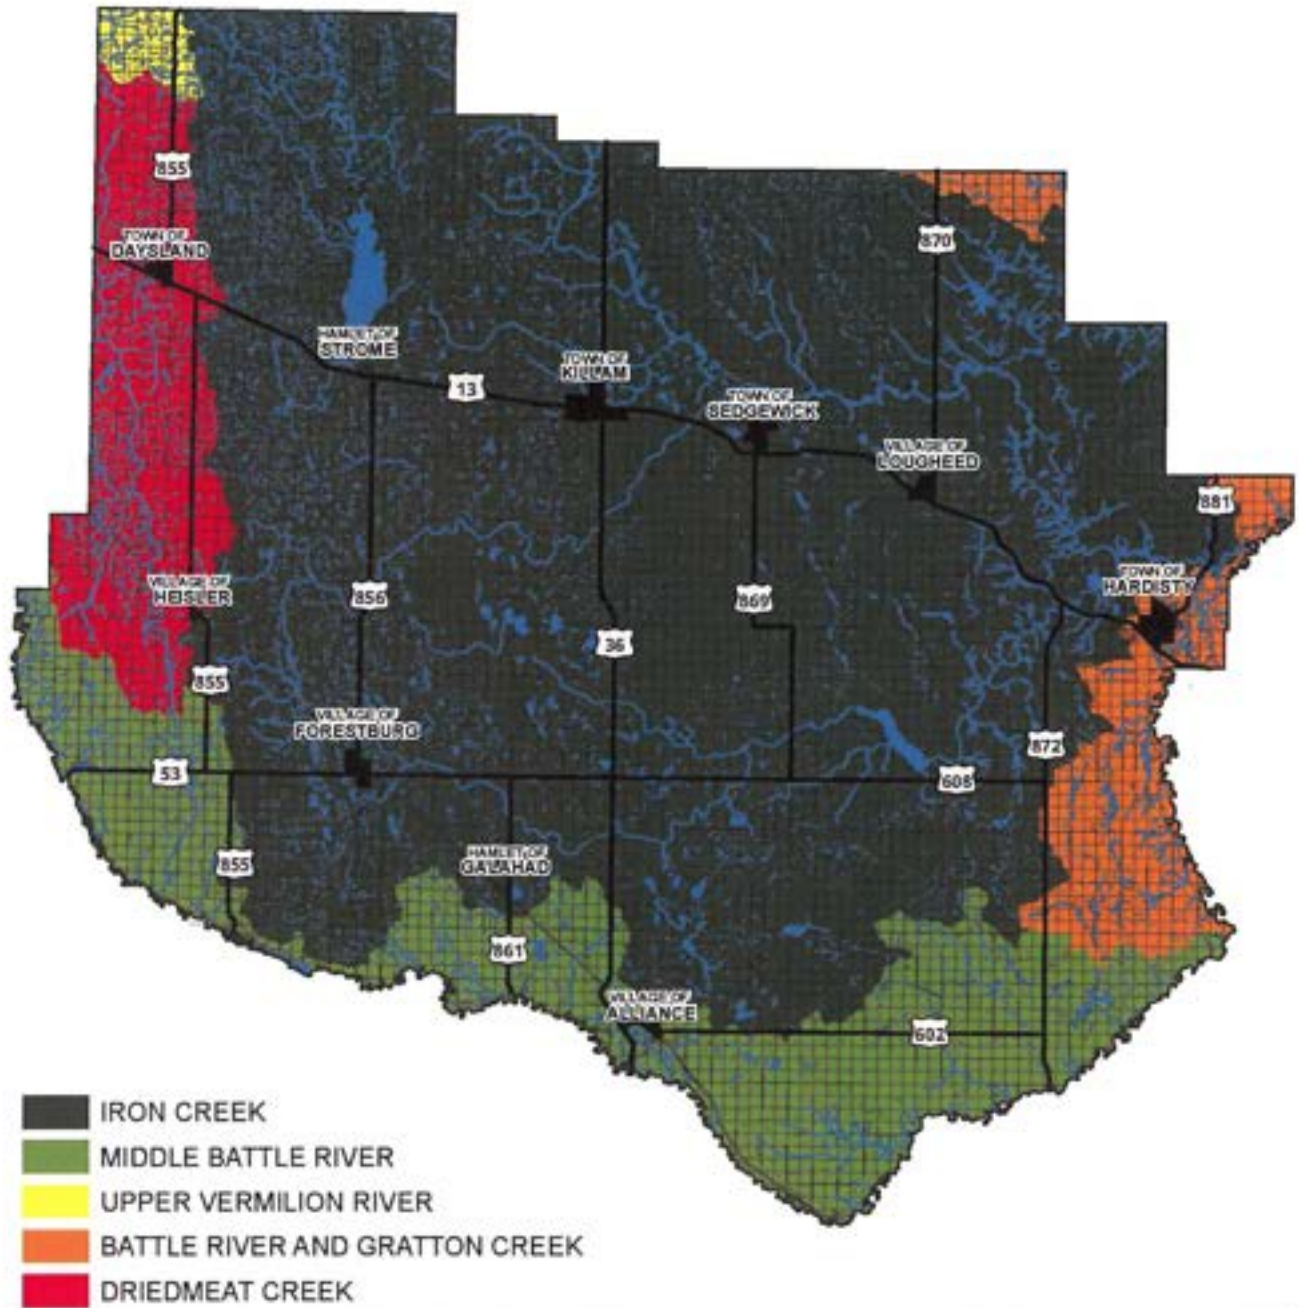 855
TOWN OF
DAYSLAND
870
HAMLET OF
STROME
TOWN OF
KILLAM
13
TOWN OF
SEDGEWICK
VILLAGE OF
LOUGHEED
881
VILLAGE OF
HEISLER
856
869
TOWN OF
HARDISTY
36
855
VILLAGE OF
FORESTBURG
872
53
608
855
HAMLET OF
GALAHAD
861
VILLAGE OF
ALLIANCE
602
IRON CREEK
MIDDLE BATTLE RIVER
UPPER VERMILION RIVER
BATTLE RIVER AND GRATTON CREEK
DRIEDMEAT CREEK